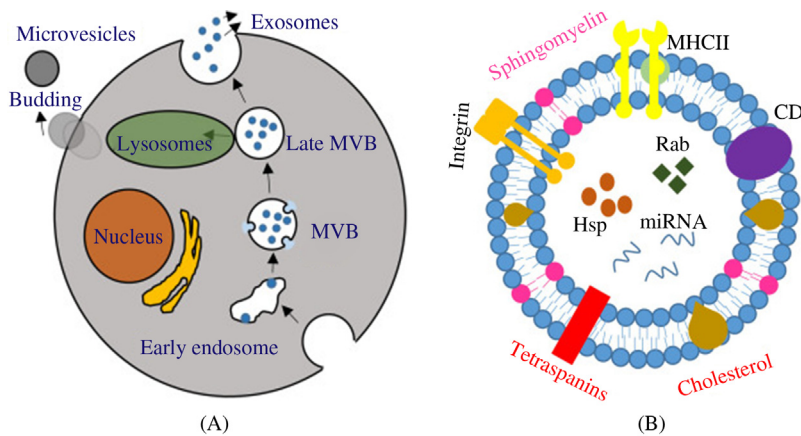 Exosomes
Microvesicles
Budding
Lysosomes
Late MVB
Nucleus
MVB
Early endosome
(A)
Sphingomyelin
MHCII
CD
Integrin
Rab
Hsp
miRNA
Tetraspanins
Cholesterol
(B)